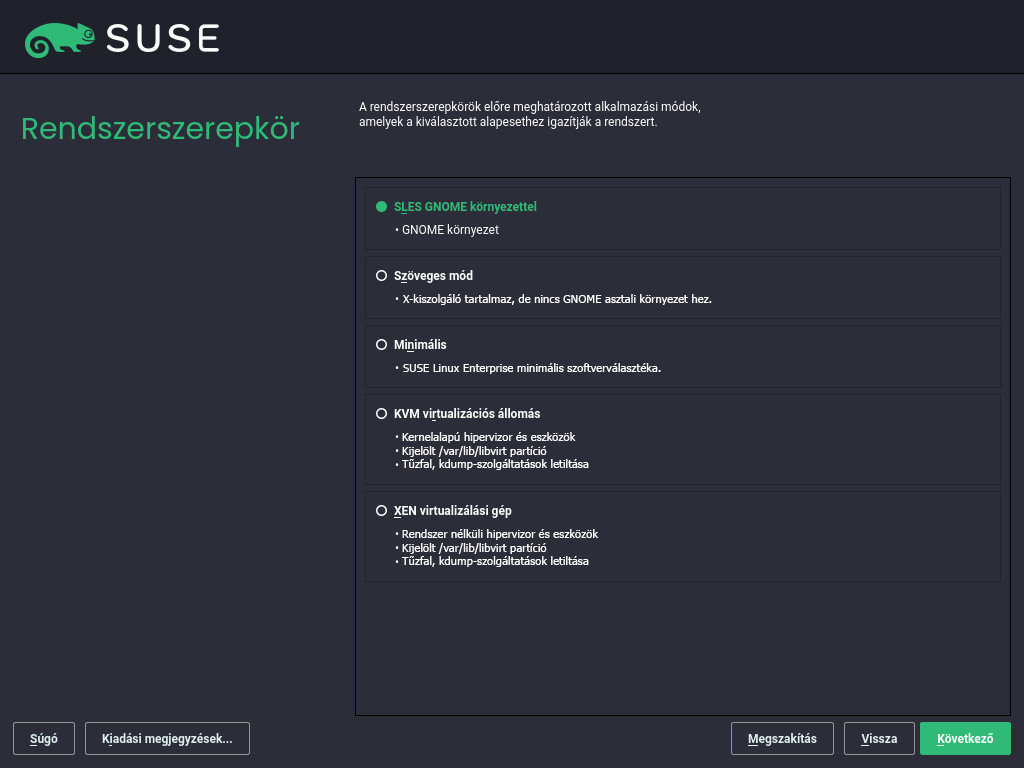 SUSE
Rendszerszerepkör
A rendszerszerepkörök előre meghatározott alkalmazási módok,
amelyek a kiválasztott alapesethez igazítják a rendszert.
SLES GNOME környezettel
• GNOME környezet
Szöveges mód
• X-kiszolgáló tartalmaz, de nincs GNOME asztali környezet hez.
Minimális
• SUSE Linux Enterprise minimális szoftverválasztéka.
KVM virtualizációs állomás
• Kernelalapú hipervizor és eszközök
• Kijelölt /var/lib/libvirt partíció
• Tűzfal, kdump-szolgáltatások letiltása
XEN virtualizálási gép
• Rendszer nélküli hipervizor és eszközök
• Kijelölt /var/lib/libvirt partíció
• Tűzfal, kdump-szolgáltatások letiltása
Súgó
Kiadási megjegyzések...
Megszakítás
Vissza
Következő